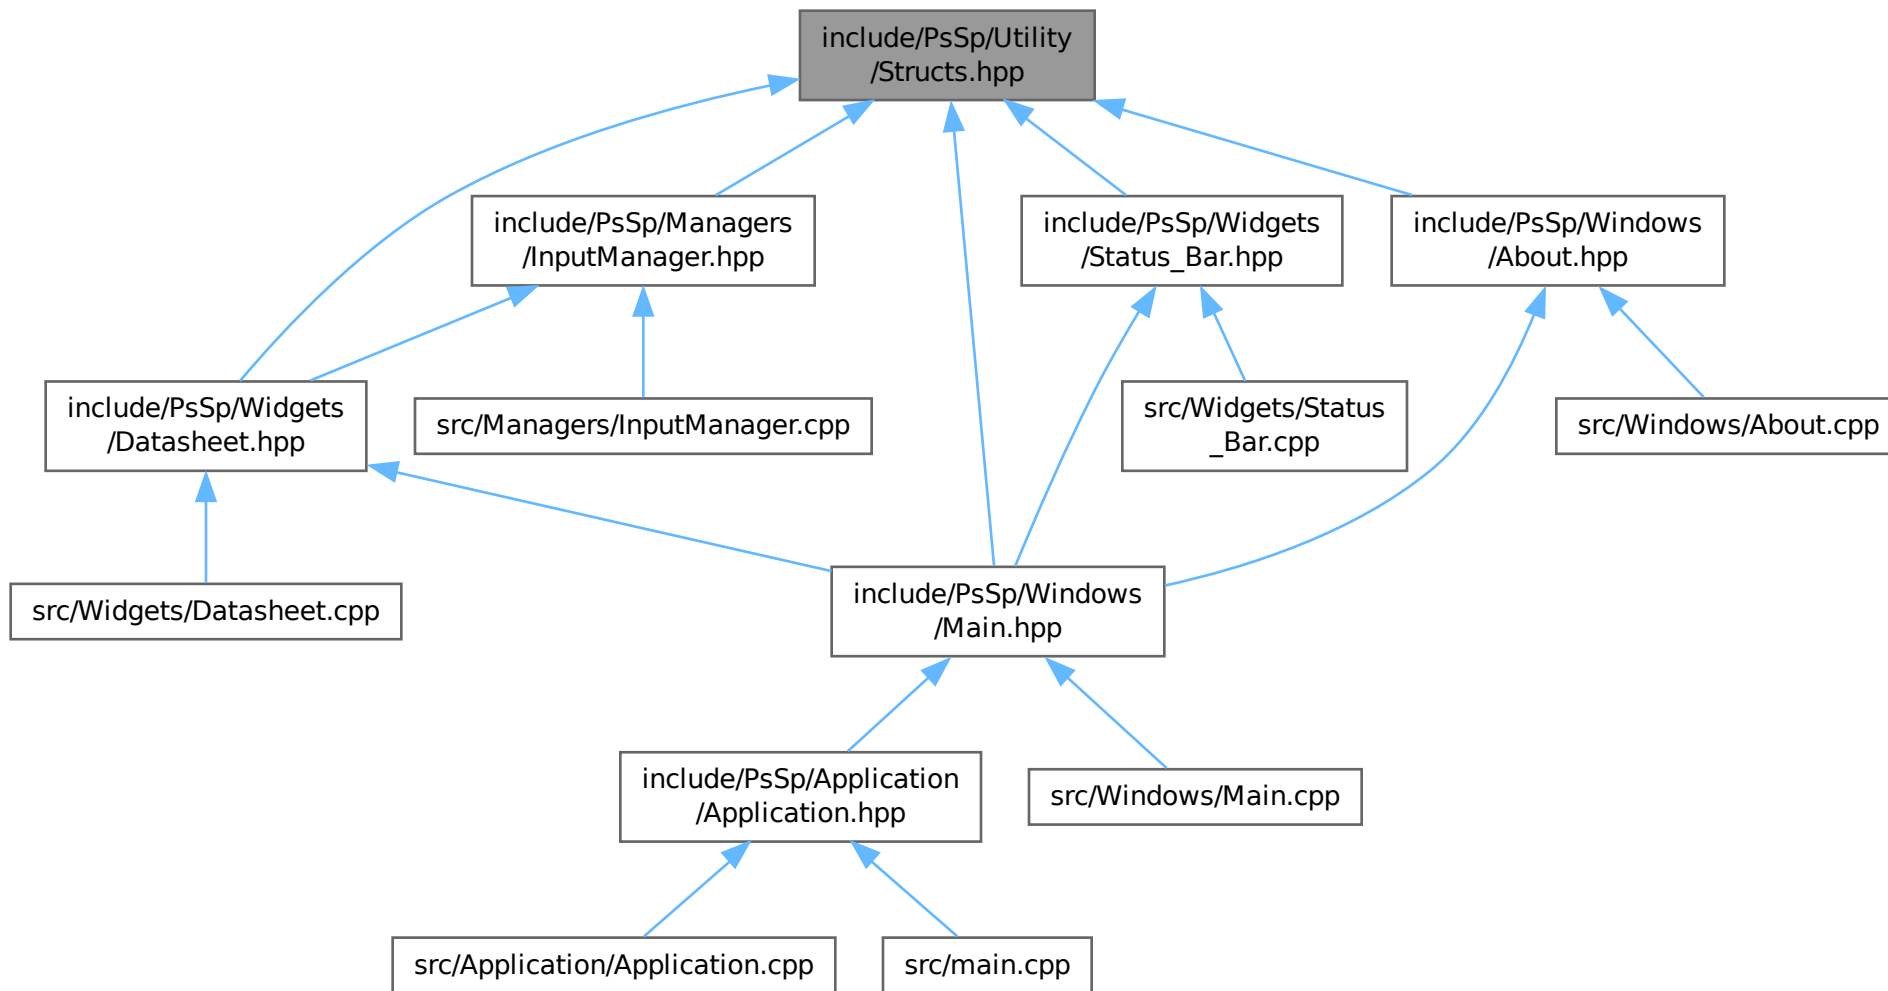 include/PsSp/Utility
/Structs.hpp
include/PsSp/Managers
/InputManager.hpp
include/PsSp/Widgets
/Status_Bar.hpp
include/PsSp/Windows
/About.hpp
include/PsSp/Widgets
/Datasheet.hpp
src/Managers/InputManager.cpp
src/Widgets/Status
_Bar.cpp
src/Windows/About.cpp
src/Widgets/Datasheet.cpp
include/PsSp/Windows
/Main.hpp
include/PsSp/Application
/Application.hpp
src/Windows/Main.cpp
src/Application/Application.cpp
src/main.cpp